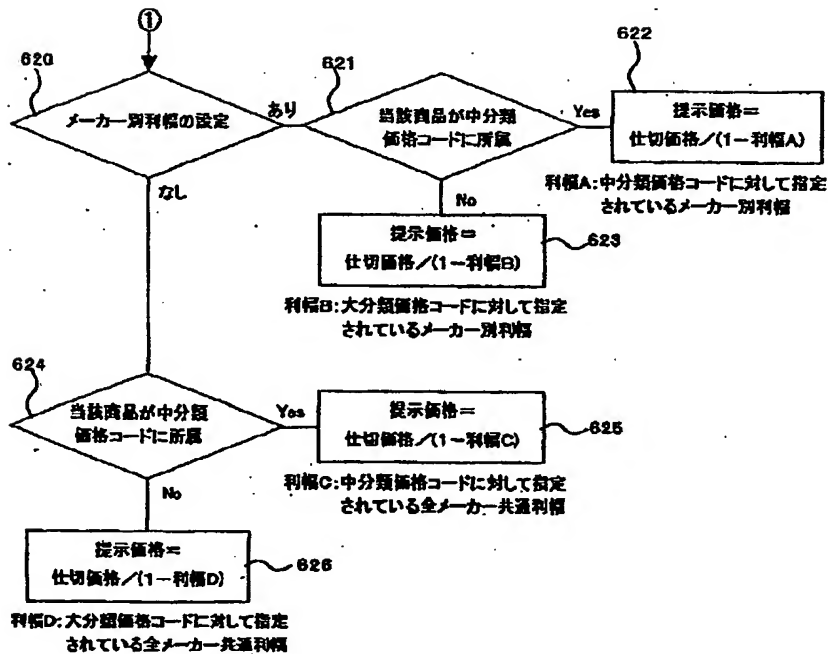 ①
620
メーカー別利幅の設定
あり
なし
621
当該商品が中分類
価格コードに所属
Yes
No
622
提示価格＝
仕切価格/(1－利幅A)
利幅A:中分類価格コードに対して指定
されているメーカー別利幅
提示価格＝
仕切価格/(1－利幅B)
623
利幅B:大分類価格コードに対して指定
されているメーカー別利幅
624
当該商品が中分類
価格コードに所属
Yes
No
提示価格＝
仕切価格/(1－利幅C)
625
利幅C:中分類価格コードに対して指定
されている全メーカー共通利幅
提示価格＝
仕切価格/(1－利幅D)
626
利幅D:大分類価格コードに対して指定
されている全メーカー共通利幅